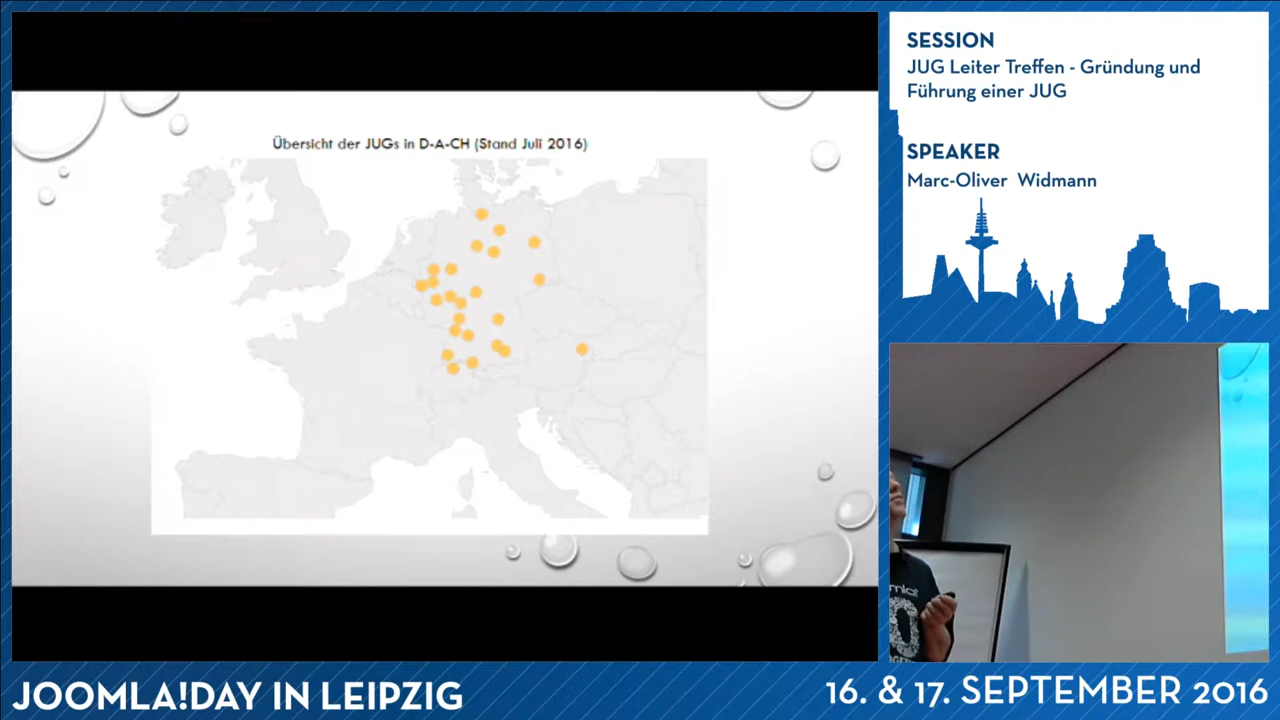 Übersicht der JUGs in D-A-CH (Stand Juli 2016)
SESSION
JUG Leiter Treffen - Gründung und
Führung einer JUG
SPEAKER
Marc-Oliver Widmann
JOOMLA!DAY IN LEIPZIG
16. & 17. SEPTEMBER 2016